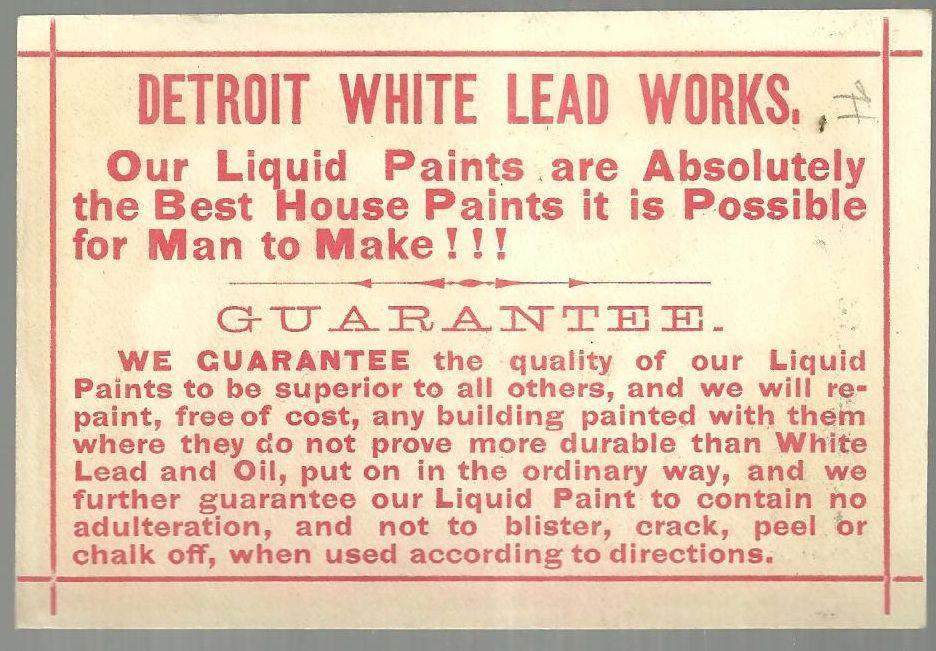 DETROIT WHITE LEAD WORKS.
Our Liquid Paints are Absolutely
the Best House Paints it is Possible
for Man to Make!!!
GUARANTEE.
WE GUARANTEE the quality of our Liquid
Paints to be superior to all others, and we will re-
paint, free of cost, any building painted with them
where they do not prove more durable than White
Lead and Oil, put on in the ordinary way, and we
further guarantee our Liquid Paint to contain no
adulteration, and not to blister, crack, peel or
chalk off, when used according to directions.